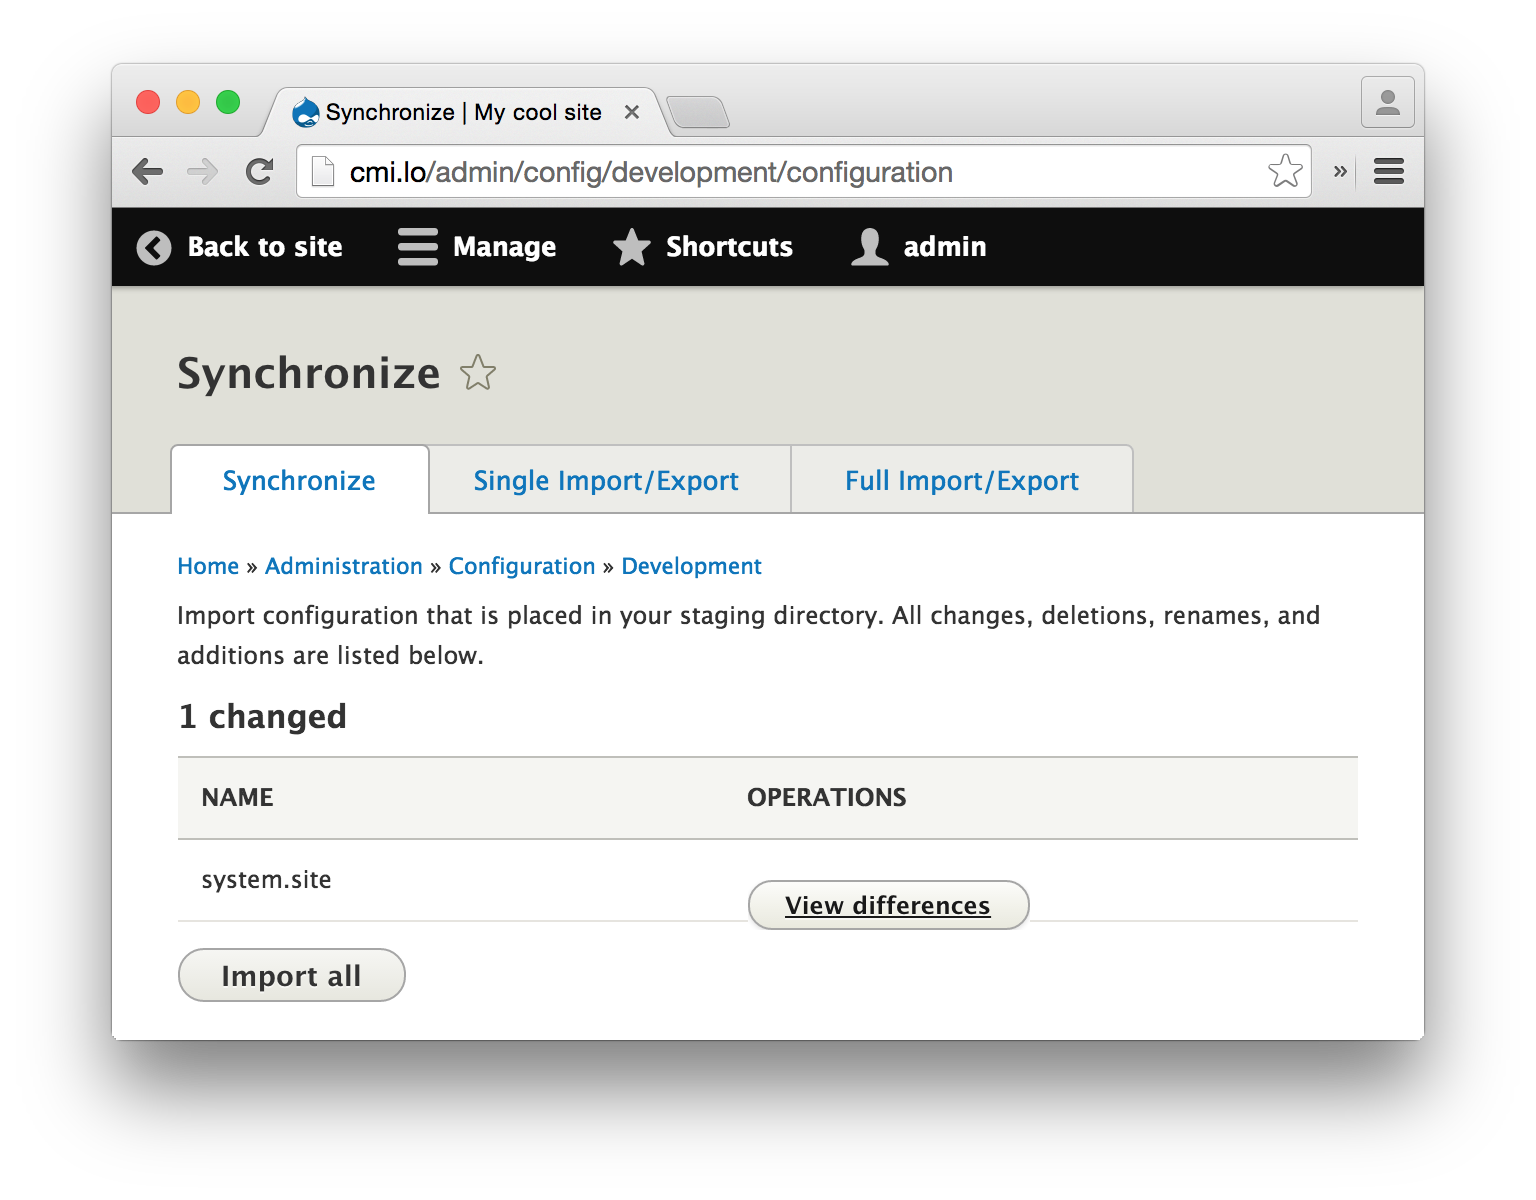 Synchronize | My cool site
cmi.lo/admin/config/development/configuration
Back to site Manage Shortcuts admin
Synchronize
Synchronize Single Import/Export Full Import/Export
Home » Administration » Configuration » Development
Import configuration that is placed in your staging directory. All changes, deletions, renames, and
additions are listed below.
1 changed
NAME OPERATIONS
system.site
View differences
Import all